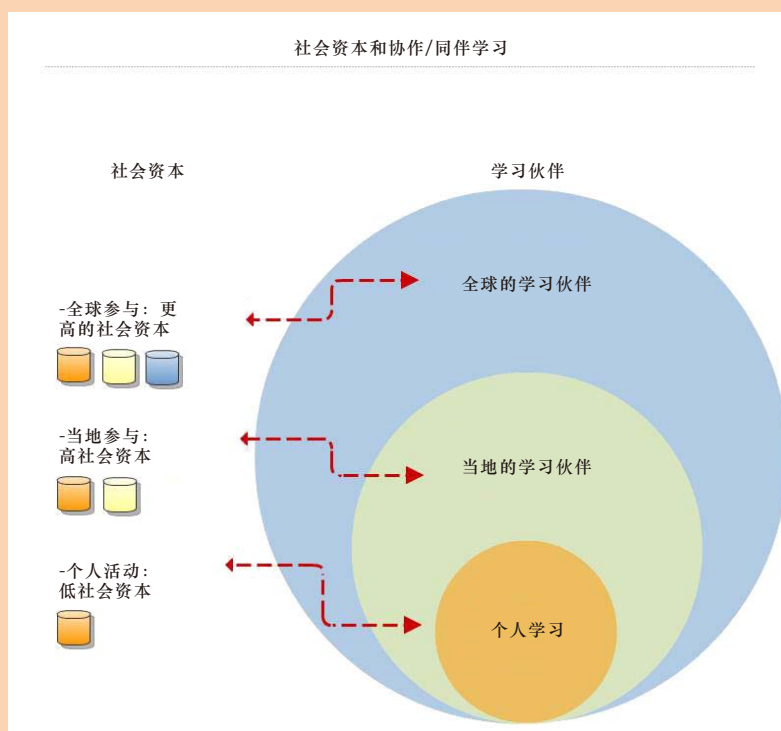 社会资本和协作/同伴学习
社会资本
学习伙伴
全球的学习伙伴
-全球参与：更
高的社会资本
-当地参与：
高社会资本
当地的学习伙伴
-个人活动：
低社会资本
个人学习